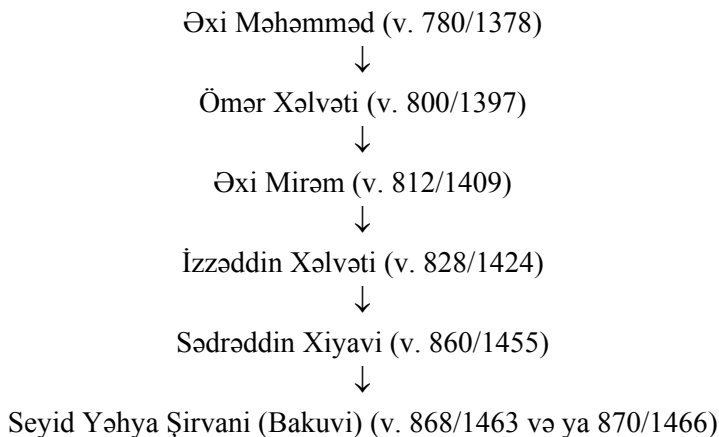 Əxi Məhəmməd (v. 780/1378)
↓
Ömər Xəlvəti (v. 800/1397)
↓
Əxi Mirəm (v. 812/1409)
↓
İzzəddin Xəlvəti (v. 828/1424)
↓
Sədrəddin Xiyavi (v. 860/1455)
↓
Seyid Yəhya Şirvani (Bakuvi) (v. 868/1463 və ya 870/1466)